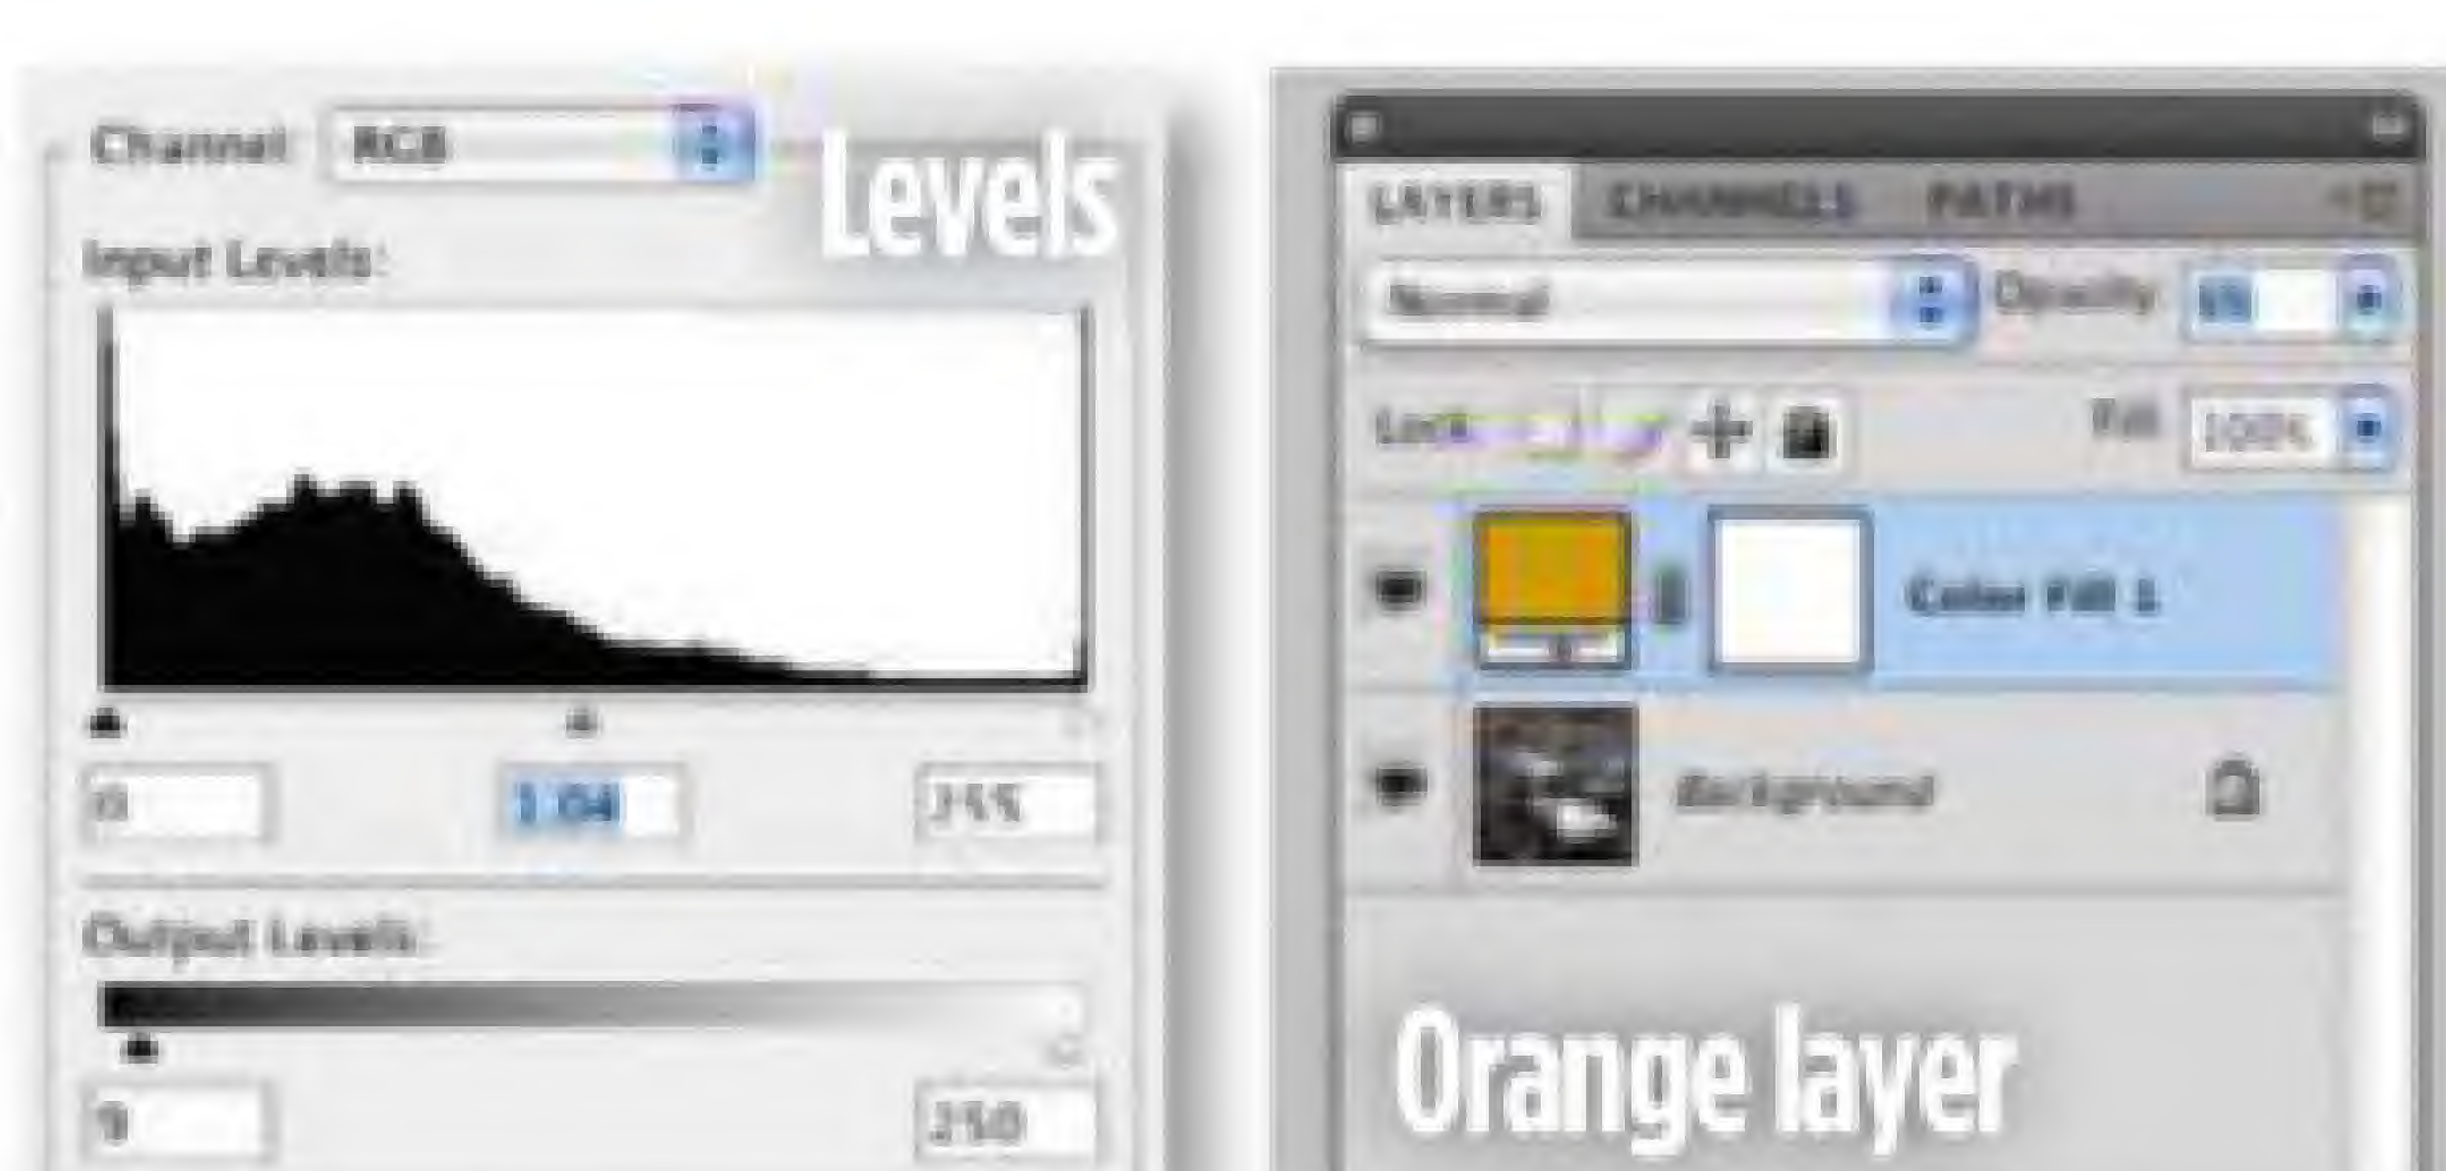 Channel RGB
Levels
Input Levels:
0 1.04 255
Output Levels:
9 250
LAYERS CHANNELS PATHS
Normal Opacity
Lock Fill 100%
Color Fill 1
Background
Orange layer